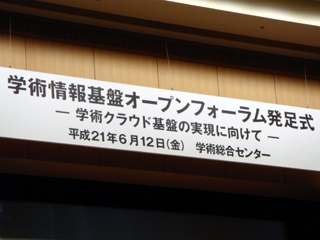 学術情報基盤オープンフォーラム発足式
― 学術クラウド基盤の実現に向けて ―
平成21年6月12日(金) 学術総合センター